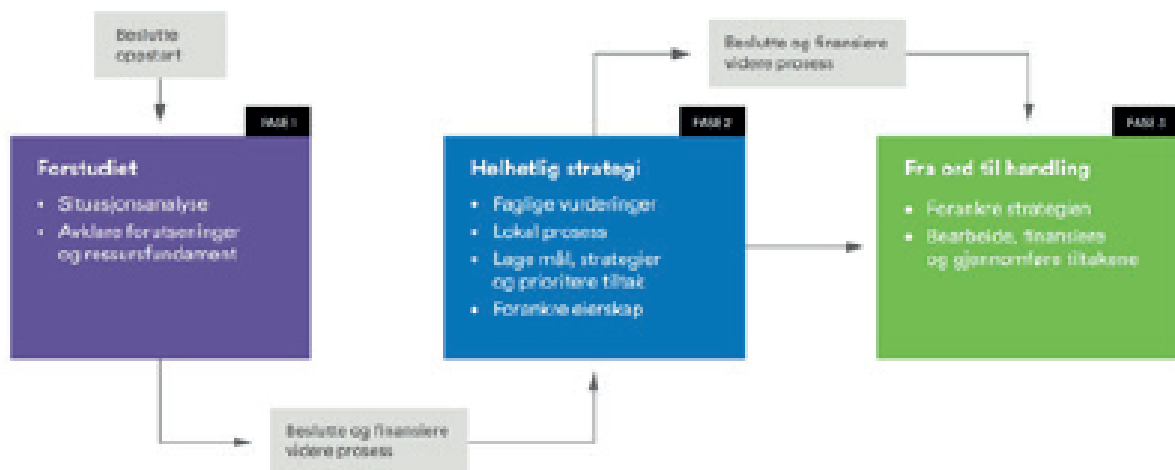 Beslutte
oppstart
FASE 1
Forstudiet
• Situasjonsanalyse
• Avklare forutsetninger
og ressursfundament
Beslutte og finansiere
videre prosess
FASE 2
Helhetlig strategi
• Faglige vurderinger
• Lokal prosess
• Lage mål, strategier
og prioritere tiltak
• Forankre eierskap
Beslutte og finansiere
videre prosess
FASE 3
Fra ord til handling
• Forankre strategien
• Bearbeide, finansiere
og gjennomføre tiltakene